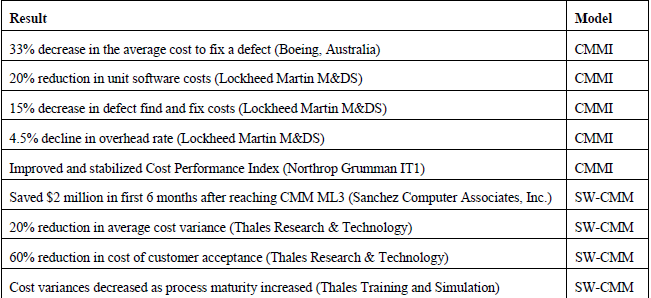 Result Model
33% decrease in the average cost to fix a defect (Boeing, Australia) CMMI
20% reduction in unit software costs (Lockheed Martin M&DS) CMMI
15% decrease in defect find and fix costs (Lockheed Martin M&DS) CMMI
4.5% decline in overhead rate (Lockheed Martin M&DS) CMMI
Improved and stabilized Cost Performance Index (Northrop Grumman IT1) CMMI
Saved $2 million in first 6 months after reaching CMM ML3 (Sanchez Computer Associates, Inc.) SW-CMM
20% reduction in average cost variance (Thales Research & Technology) SW-CMM
60% reduction in cost of customer acceptance (Thales Research & Technology) SW-CMM
Cost variances decreased as process maturity increased (Thales Training and Simulation) SW-CMM